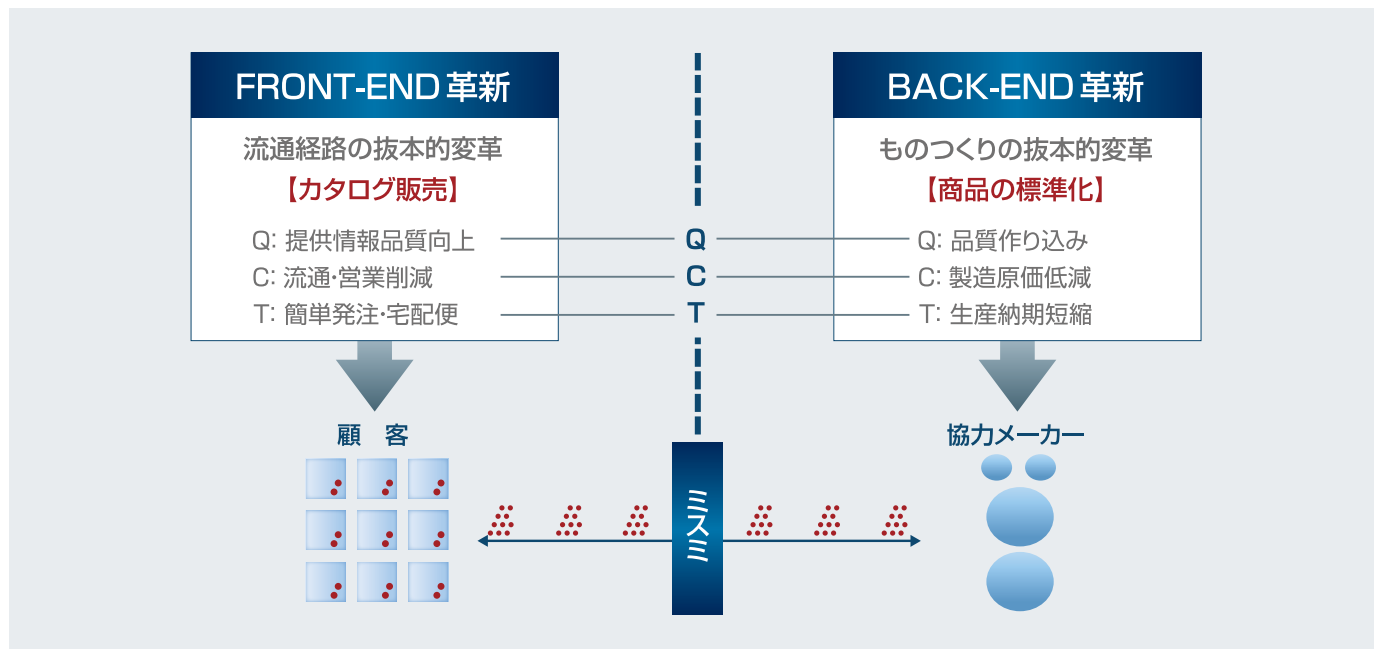 FRONT-END 革新
流通経路の抜本的変革
【カタログ販売】
Q: 提供情報品質向上
C: 流通・営業削減
T: 簡単発注・宅配便
Q
C
T
BACK-END 革新
ものつくりの抜本的変革
【商品の標準化】
Q: 品質作り込み
C: 製造原価低減
T: 生産納期短縮
顧　客
ミスミ
協力メーカー